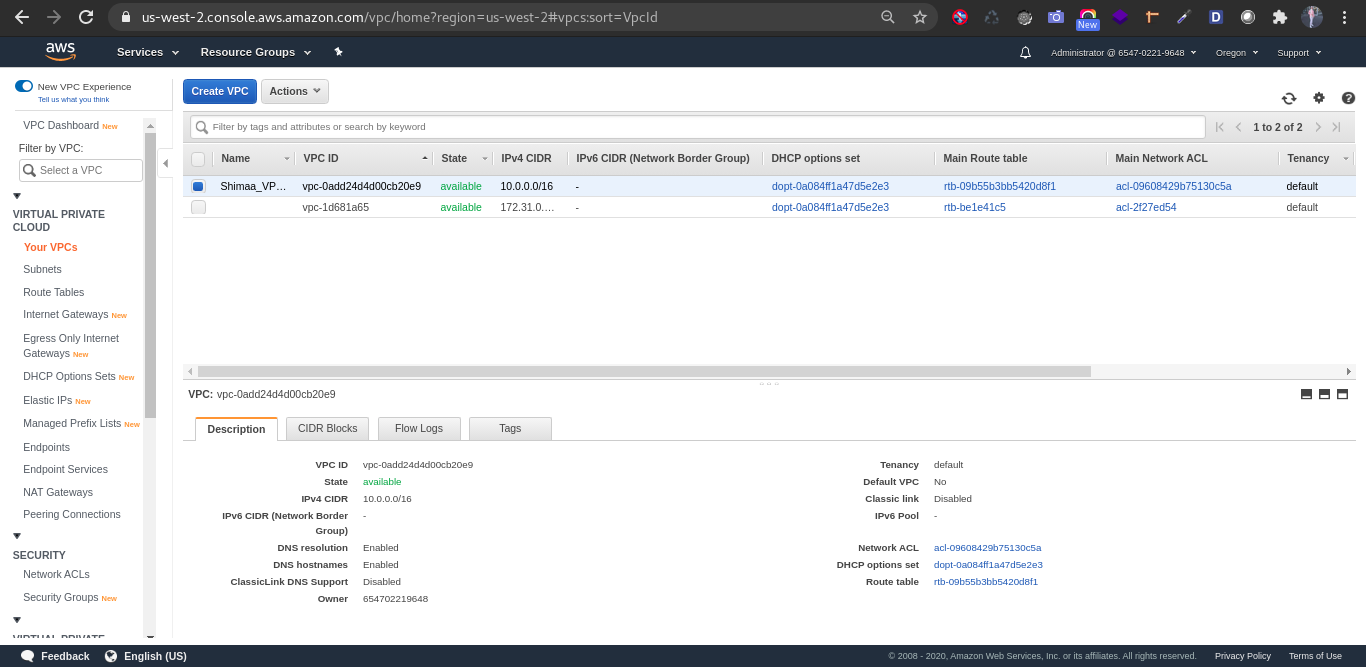 us-west-2.console.aws.amazon.com/vpc/home?region=us-west-2#vpcs:sort=VpcId
New
D
aws
Services
Resource Groups
Administrator @ 6547-0221-9648
Oregon
Support
New VPC Experience
Tell us what you think
VPC Dashboard New
Filter by VPC:
Select a VPC
VIRTUAL PRIVATE
CLOUD
Your VPCs
Subnets
Route Tables
Internet Gateways New
Egress Only Internet
Gateways New
DHCP Options Sets New
Elastic IPs New
Managed Prefix Lists New
Endpoints
Endpoint Services
NAT Gateways
Peering Connections
SECURITY
Network ACLs
Security Groups New
VIRTUAL PRIVATE
Create VPC
Actions
Filter by tags and attributes or search by keyword
1 to 2 of 2
Name VPC ID State IPv4 CIDR IPv6 CIDR (Network Border Group) DHCP options set Main Route table Main Network ACL Tenancy
Shimaa_VP... vpc-0add24d4d00cb20e9 available 10.0.0.0/16 - dopt-0a084ff1a47d5e2e3 rtb-09b55b3bb5420d8f1 acl-09608429b75130c5a default
vpc-1d681a65 available 172.31.0.... - dopt-0a084ff1a47d5e2e3 rtb-be1e41c5 acl-2f27ed54 default
VPC: vpc-0add24d4d00cb20e9
Description
CIDR Blocks
Flow Logs
Tags
VPC ID vpc-0add24d4d00cb20e9
State available
IPv4 CIDR 10.0.0.0/16
IPv6 CIDR (Network Border
Group) -
DNS resolution Enabled
DNS hostnames Enabled
ClassicLink DNS Support Disabled
Owner 654702219648
Tenancy default
Default VPC No
Classic link Disabled
IPv6 Pool -
Network ACL acl-09608429b75130c5a
DHCP options set dopt-0a084ff1a47d5e2e3
Route table rtb-09b55b3bb5420d8f1
Feedback
English (US)
© 2008 - 2020, Amazon Web Services, Inc. or its affiliates. All rights reserved.
Privacy Policy
Terms of Use